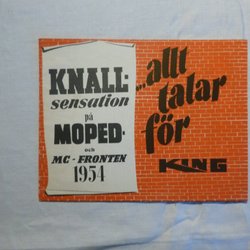 KNALL:
sensation
på
MOPED-
och
MC-FRONTEN
1954
...allt
talar
för
KING